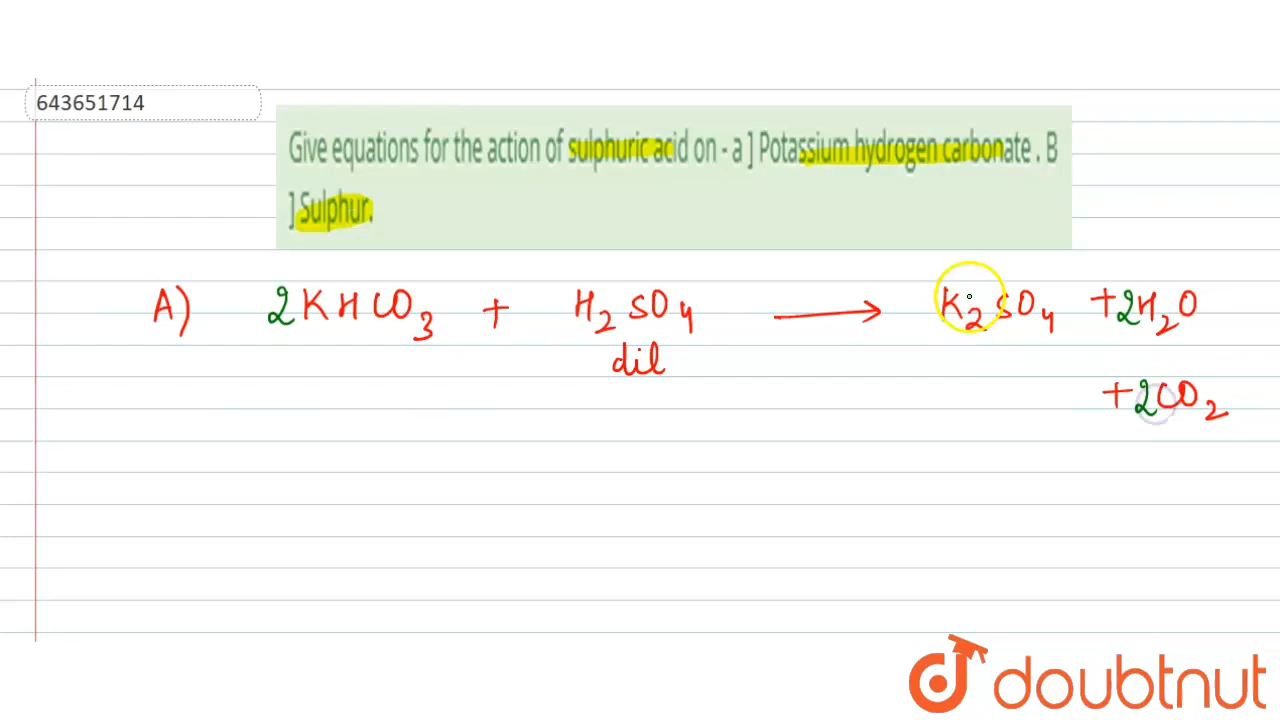 643651714
Give equations for the action of sulphuric acid on - a ] Potassium hydrogen carbonate . B
] Sulphur.
A) 2KHCO3 + H2SO4 ⟶ K2SO4 + 2H2O
dil
+ 2CO2
doubtnut